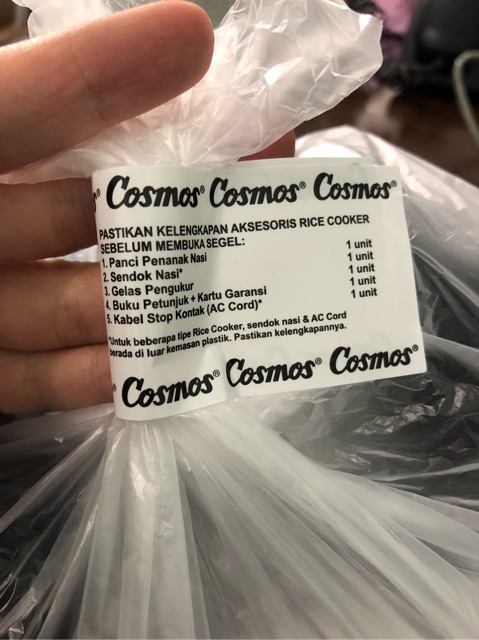 Cosmos® Cosmos® Cosmos®
PASTIKAN KELENGKAPAN AKSESORIS RICE COOKER
SEBELUM MEMBUKA SEGEL:
1. Panci Penanak Nasi 1 unit
2. Sendok Nasi* 1 unit
3. Gelas Pengukur 1 unit
4. Buku Petunjuk + Kartu Garansi 1 unit
5. Kabel Stop Kontak (AC Cord)* 1 unit
*Untuk beberapa tipe Rice Cooker, sendok nasi & AC Cord
berada di luar kemasan plastik. Pastikan kelengkapannya.
® Cosmos® Cosmos® Cosmos®